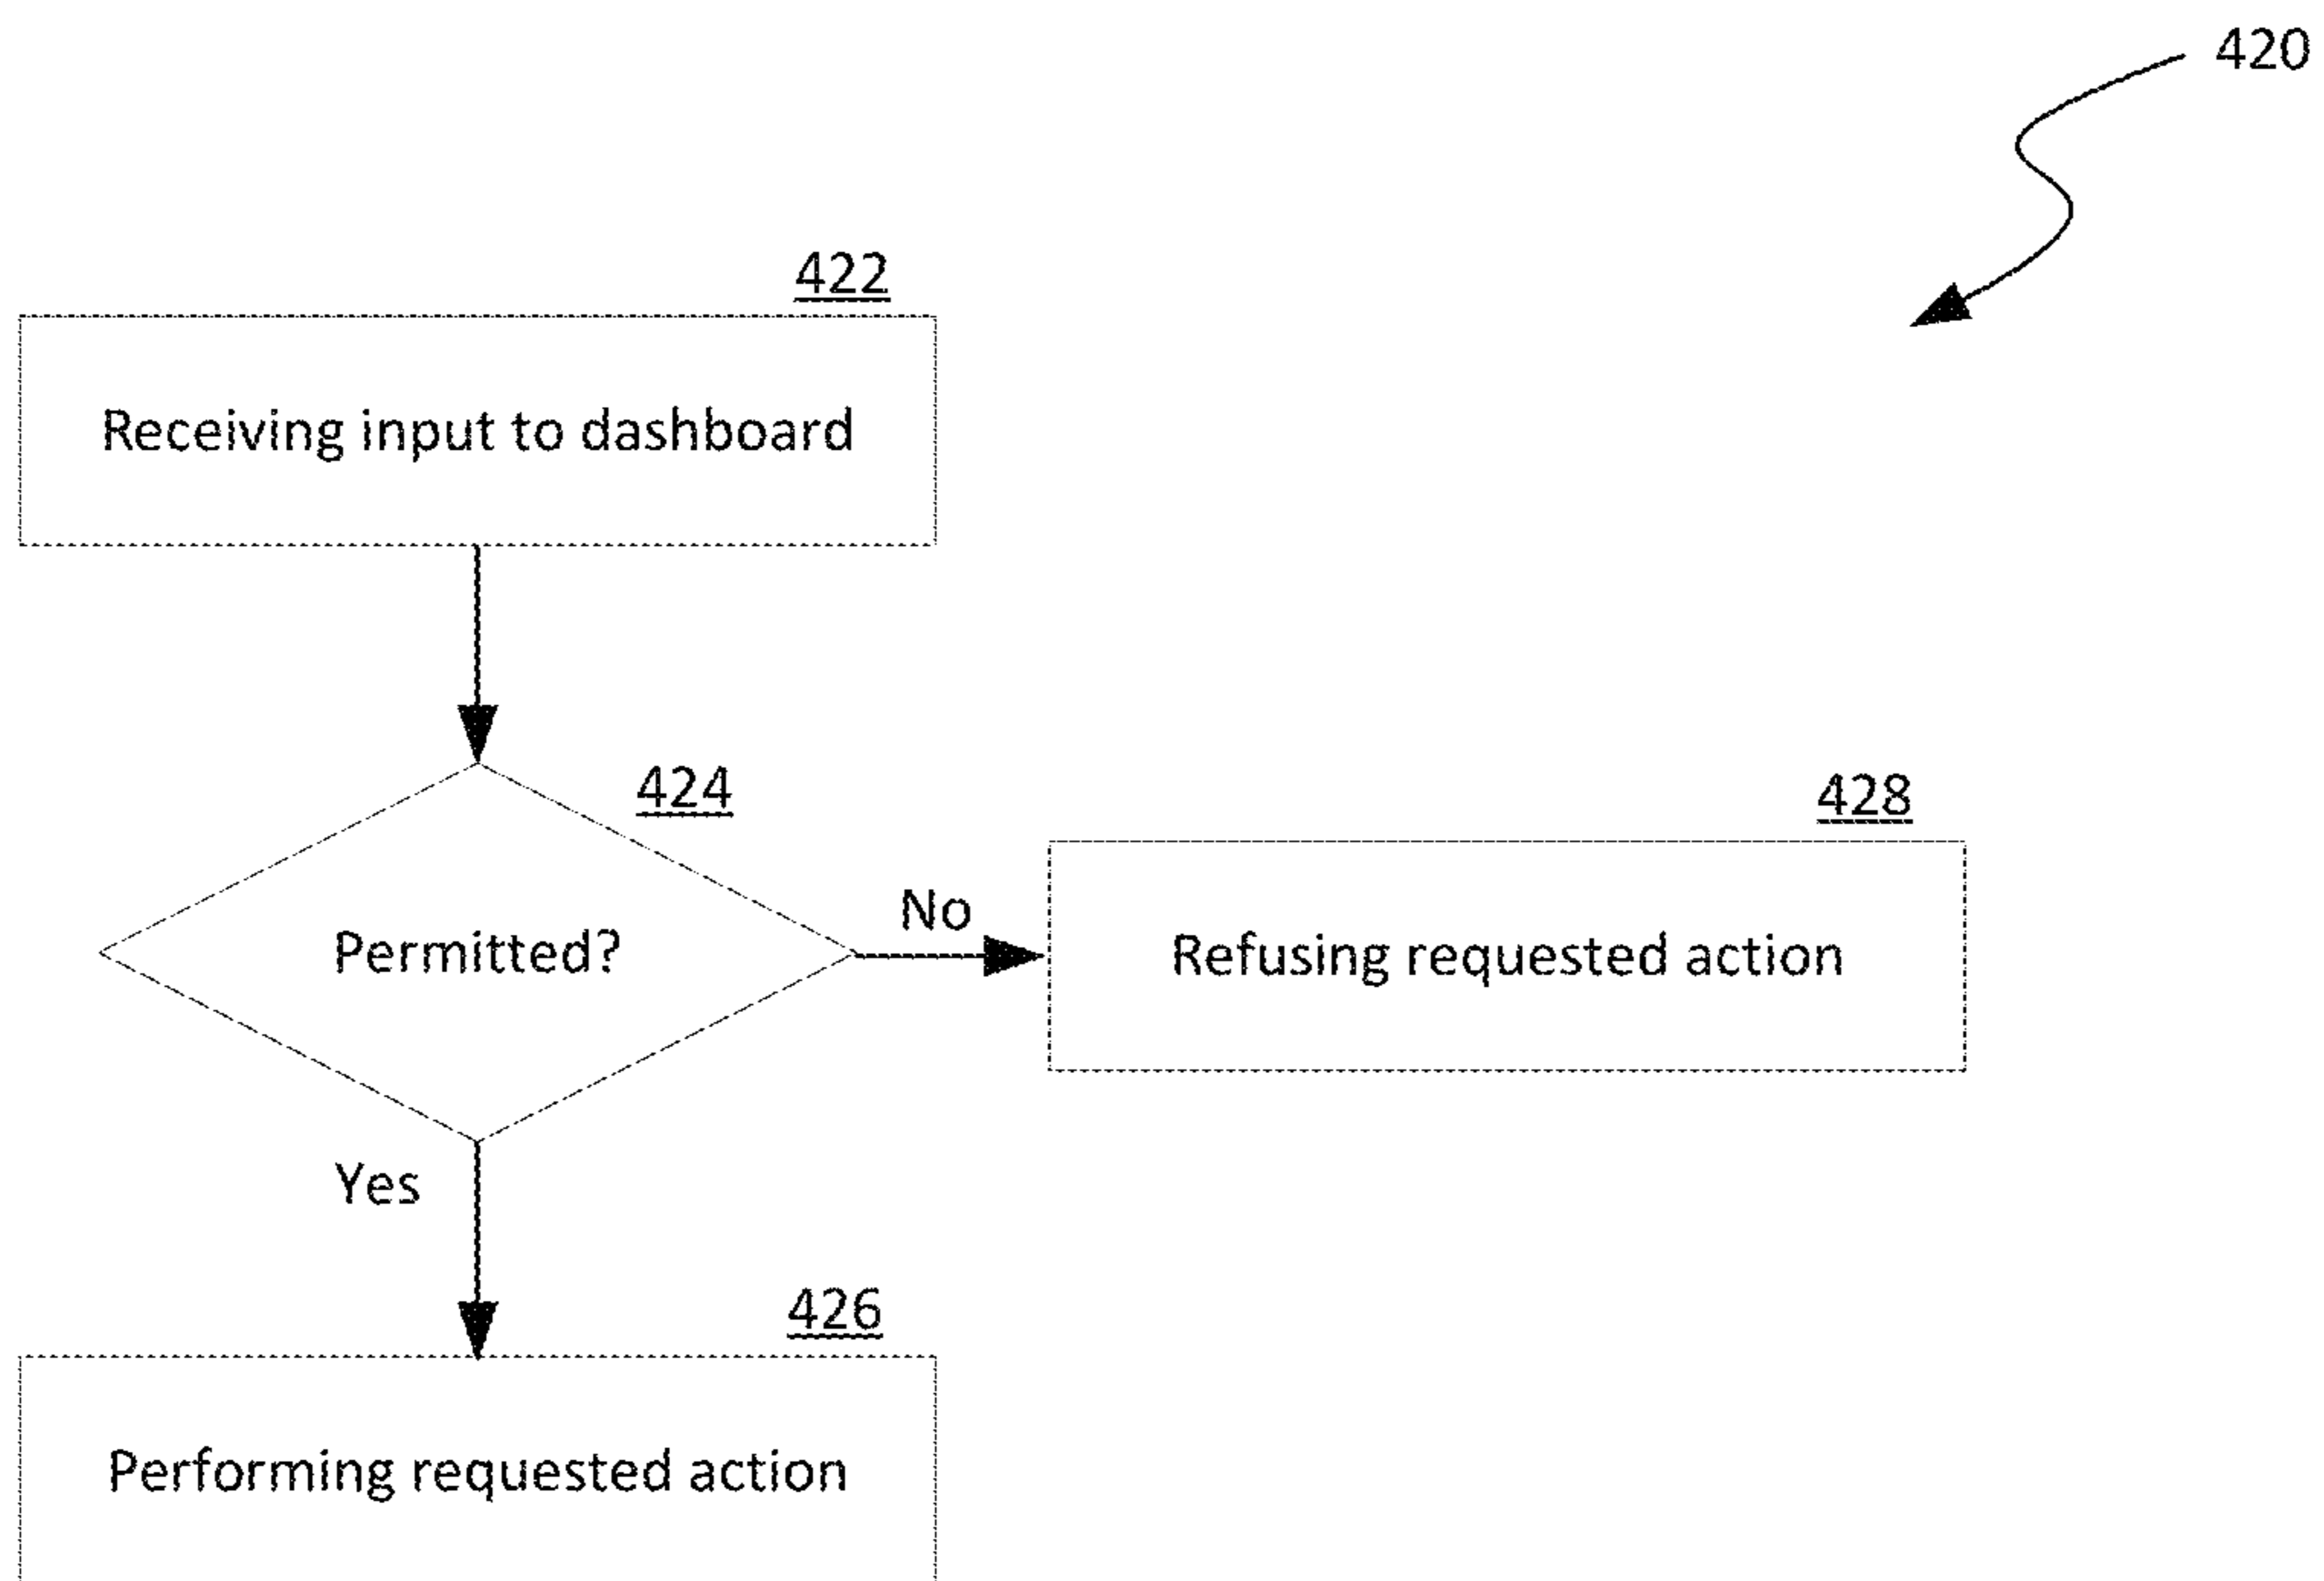 420
422
Receiving input to dashboard
424
Permitted?
No
428
Refusing requested action
Yes
426
Performing requested action